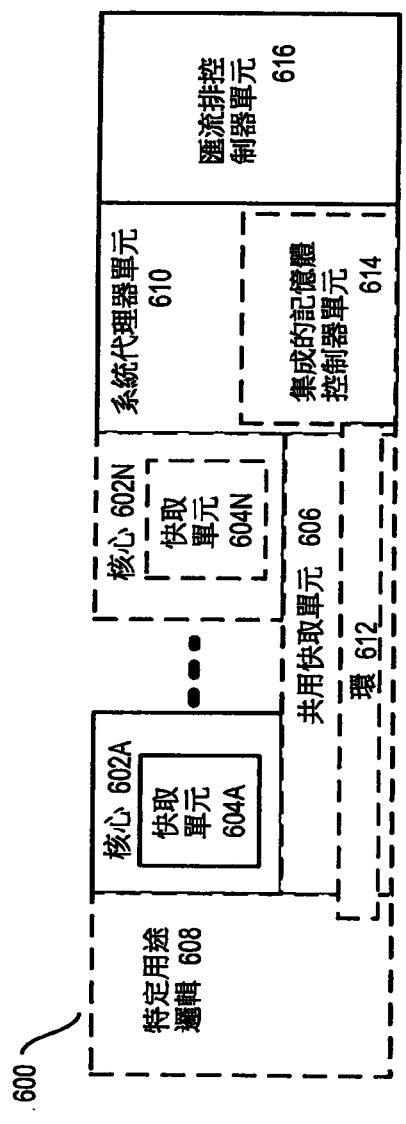 600
特定用途
邏輯 608
核心 602A
快取
單元
604A
核心 602N
快取
單元
604N
共用快取單元 606
環 612
系統代理器單元
610
集成的記憶體
控制器單元
614
匯流排控
制器單元
616